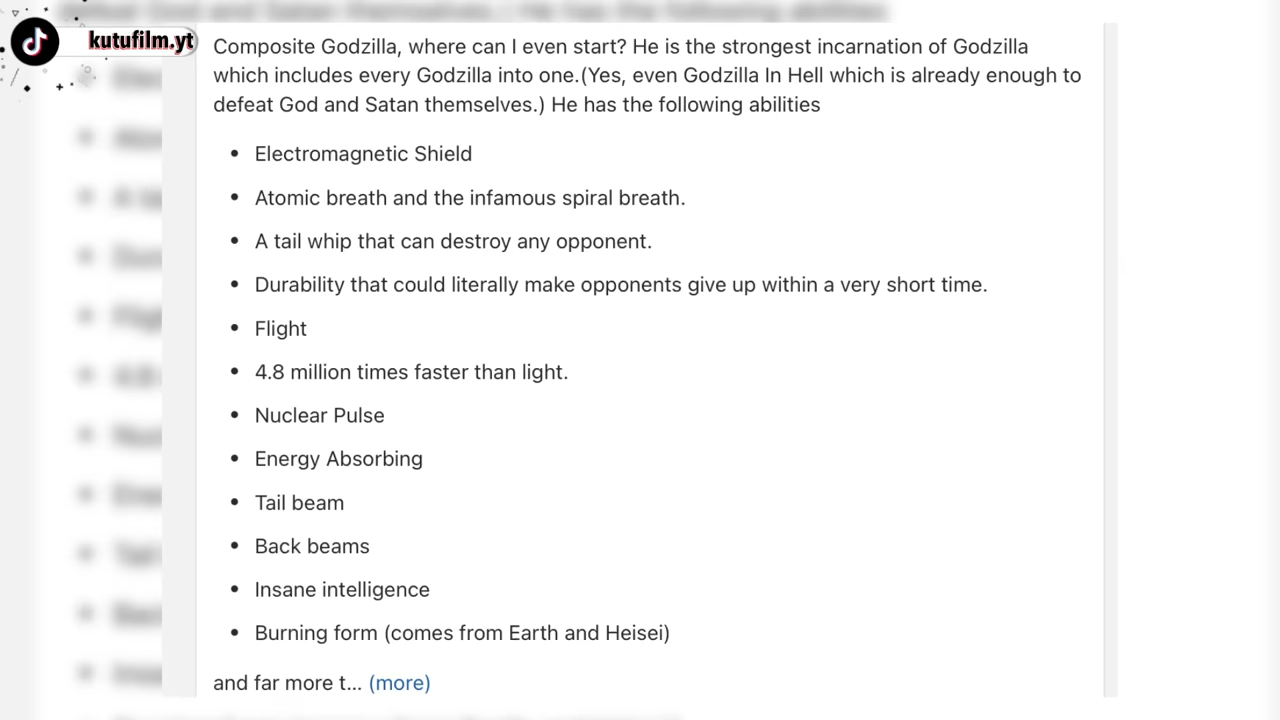 kutufilm.yt
Composite Godzilla, where can I even start? He is the strongest incarnation of Godzilla
which includes every Godzilla into one.(Yes, even Godzilla In Hell which is already enough to
defeat God and Satan themselves.) He has the following abilities
• Electromagnetic Shield
• Atomic breath and the infamous spiral breath.
• A tail whip that can destroy any opponent.
• Durability that could literally make opponents give up within a very short time.
• Flight
• 4.8 million times faster than light.
• Nuclear Pulse
• Energy Absorbing
• Tail beam
• Back beams
• Insane intelligence
• Burning form (comes from Earth and Heisei)
and far more t... (more)